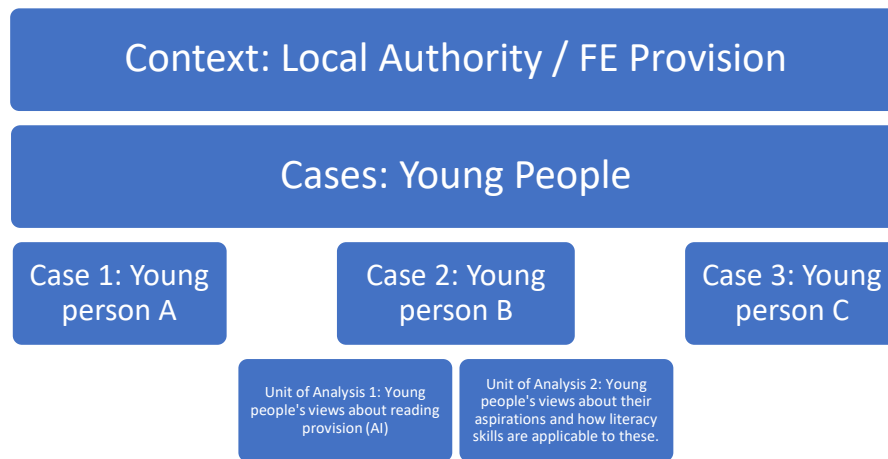 Context: Local Authority / FE Provision
Cases: Young People
Case 1: Young
person A
Case 2: Young
person B
Case 3: Young
person C
Unit of Analysis 1: Young
people's views about reading
provision (AI)
Unit of Analysis 2: Young
people's views about their
aspirations and how literacy
skills are applicable to these.